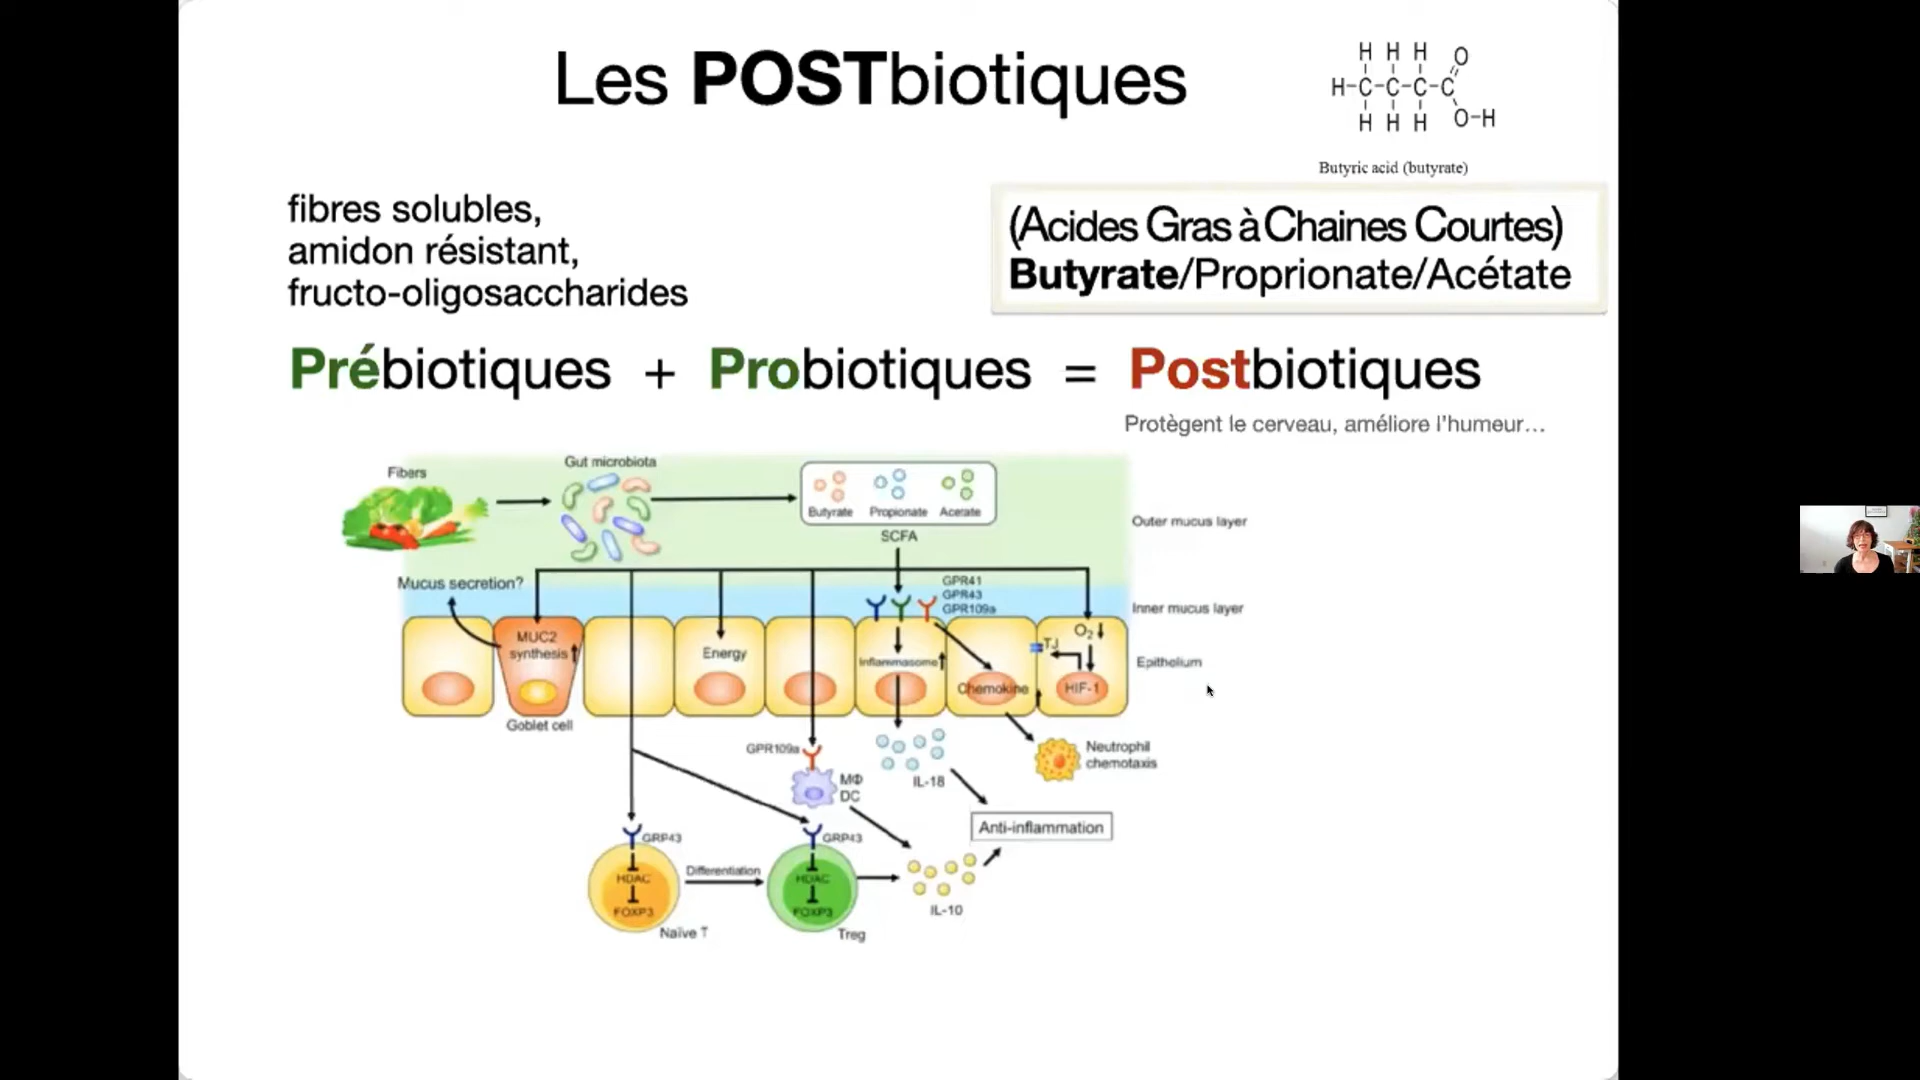 Les POSTbiotiques
H H H O
H-C-C-C-C
H H H O-H
Butyric acid (butyrate)
fibres solubles,
amidon résistant,
fructo-oligosaccharides
(Acides Gras à Chaines Courtes)
Butyrate/Proprionate/Acétate
Prébiotiques + Probiotiques = Postbiotiques
Protègent le cerveau, améliore l'humeur...
Fibers
Gut microbiota
Butyrate Propionate Acerate
SCFA
Outer mucus layer
Mucus secretion?
GPR41
GPR43
GPR109a
Inner mucus layer
MUC2
synthesis
Energy
Inflammasome
Chemokine
O2
TJ
HIF-1
Epithelium
Goblet cell
GPR109a
MΦ
DC
IL-18
Neutrophil
chemotaxis
Anti-inflammation
GRP43
HDAC
FOXP3
Naïve T
Differentiation
GRP43
HDAC
FOXP3
Treg
IL-10